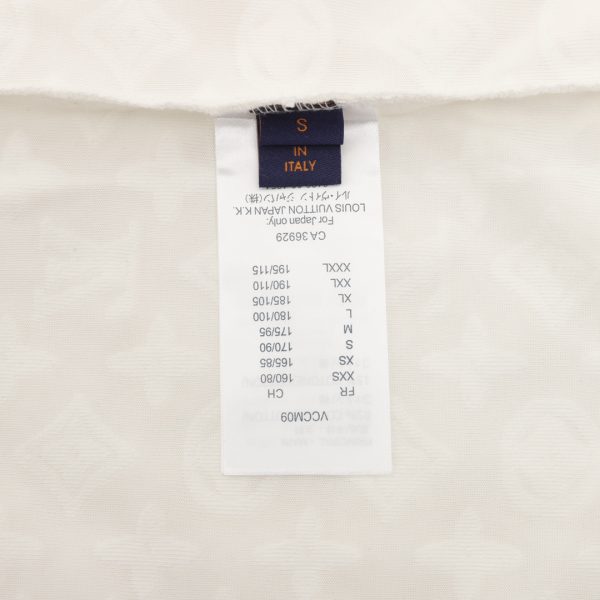 S
IN
ITALY
VCCM09
FR CH
XXS 160/80
XS 165/85
S 170/90
M 175/95
L 180/100
XL 185/105
XXL 190/110
XXXL 195/115
CA 36929
For Japan only:
LOUIS VUITTON JAPAN K.K.
ルイ・ヴィトン ジャパン(株)